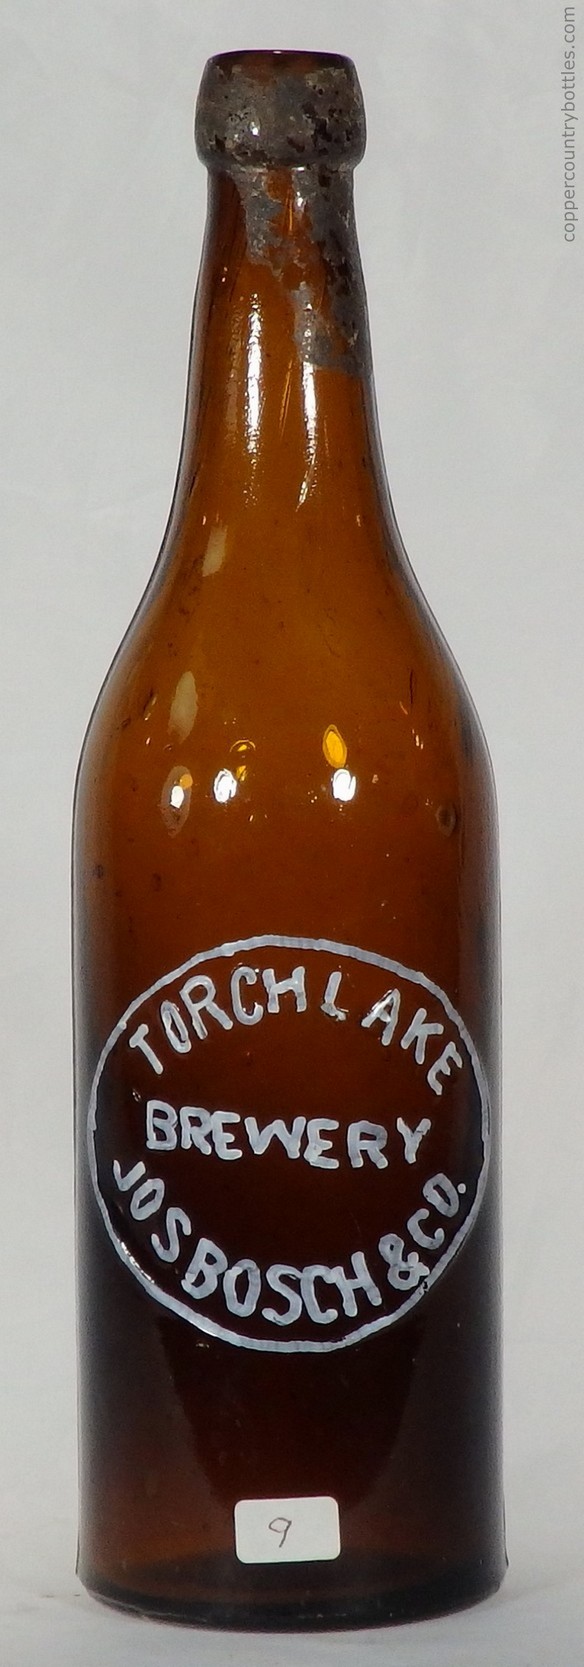 coppercountrybottles.com
TORCH LAKE
BREWERY
JOS BOSCH & CO.
9